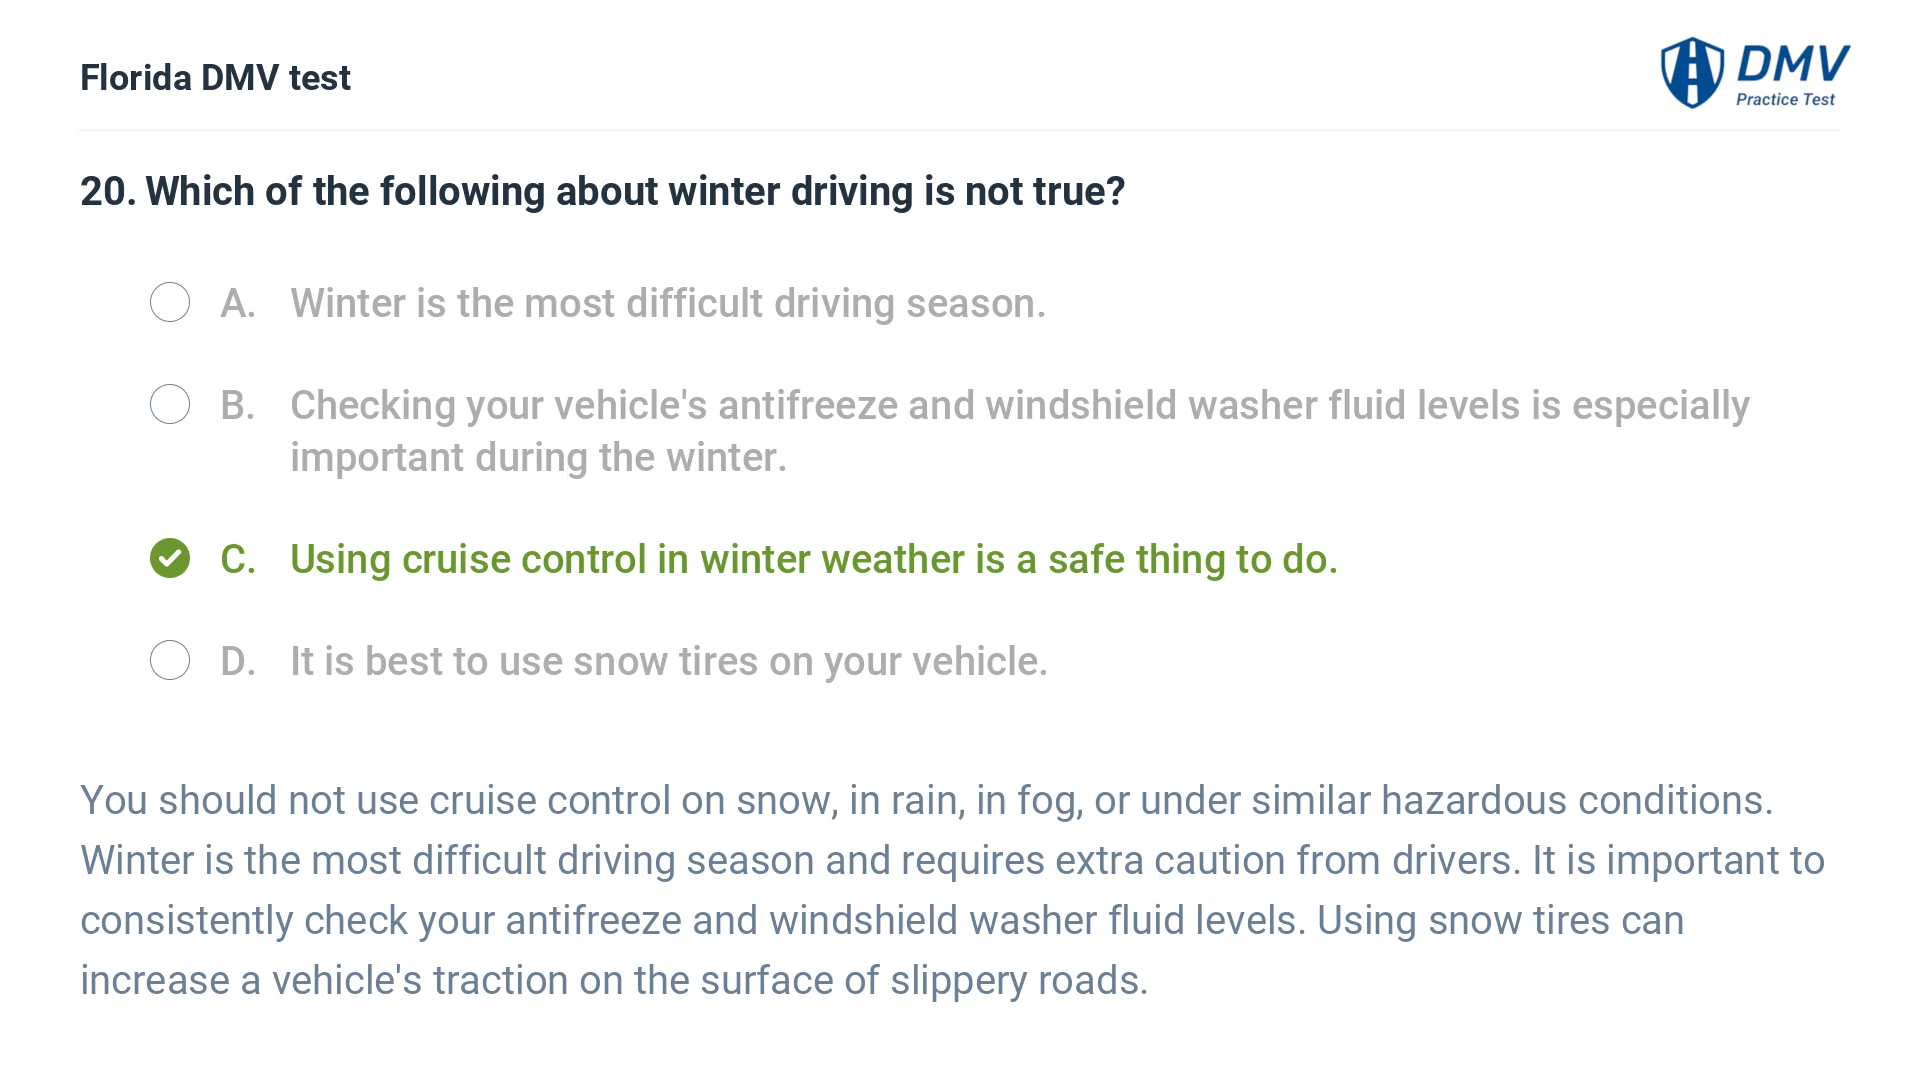 Florida DMV test
DMV
Practice Test
20. Which of the following about winter driving is not true?
A. Winter is the most difficult driving season.
B. Checking your vehicle's antifreeze and windshield washer fluid levels is especially
important during the winter.
C. Using cruise control in winter weather is a safe thing to do.
D. It is best to use snow tires on your vehicle.
You should not use cruise control on snow, in rain, in fog, or under similar hazardous conditions.
Winter is the most difficult driving season and requires extra caution from drivers. It is important to
consistently check your antifreeze and windshield washer fluid levels. Using snow tires can
increase a vehicle's traction on the surface of slippery roads.